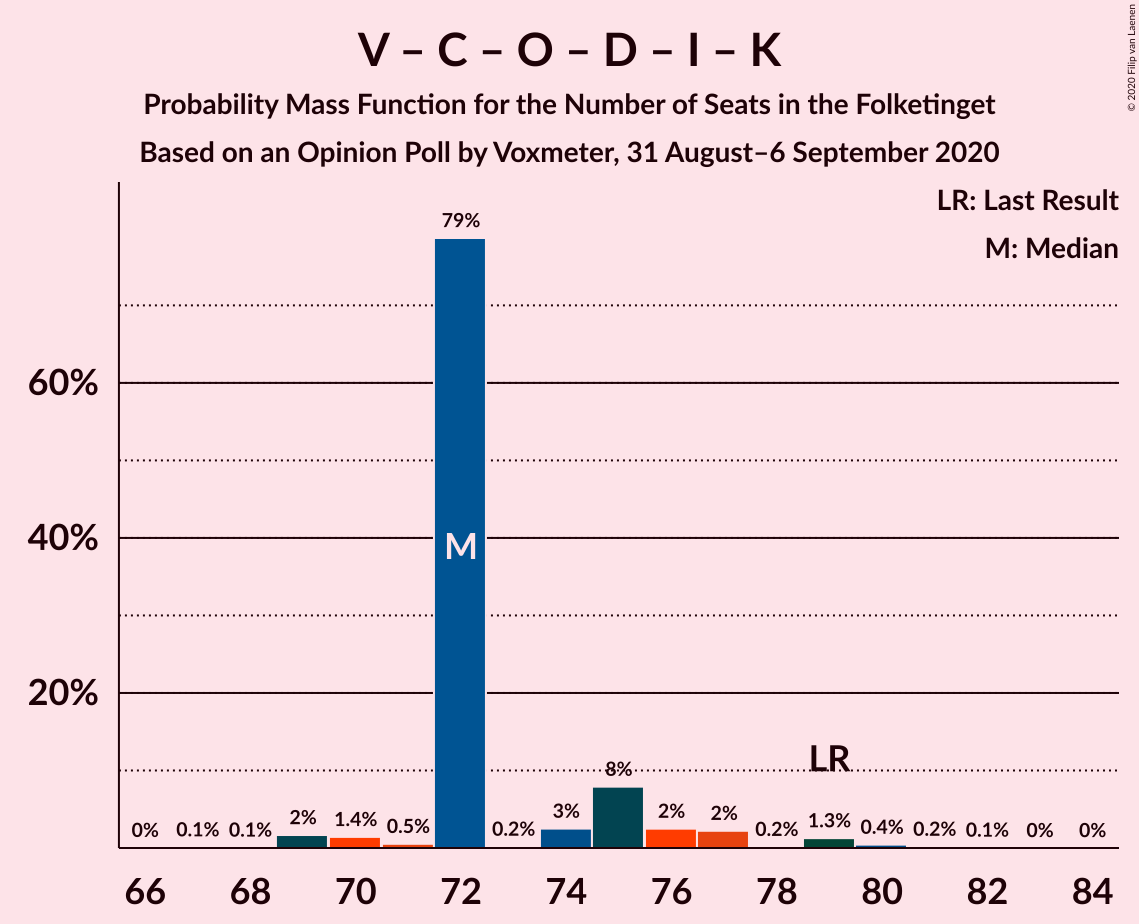 V – C – O – D – I – K
Probability Mass Function for the Number of Seats in the Folketinget
Based on an Opinion Poll by Voxmeter, 31 August–6 September 2020
© 2020 Filip van Laenen
LR: Last Result
M: Median
60%
40%
20%
0% 0.1% 0.1% 2% 1.4% 0.5% 79% 0.2% 3% 8% 2% 2% 0.2% 1.3% 0.4% 0.2% 0.1% 0% 0%
M
LR
66 68 70 72 74 76 78 80 82 84